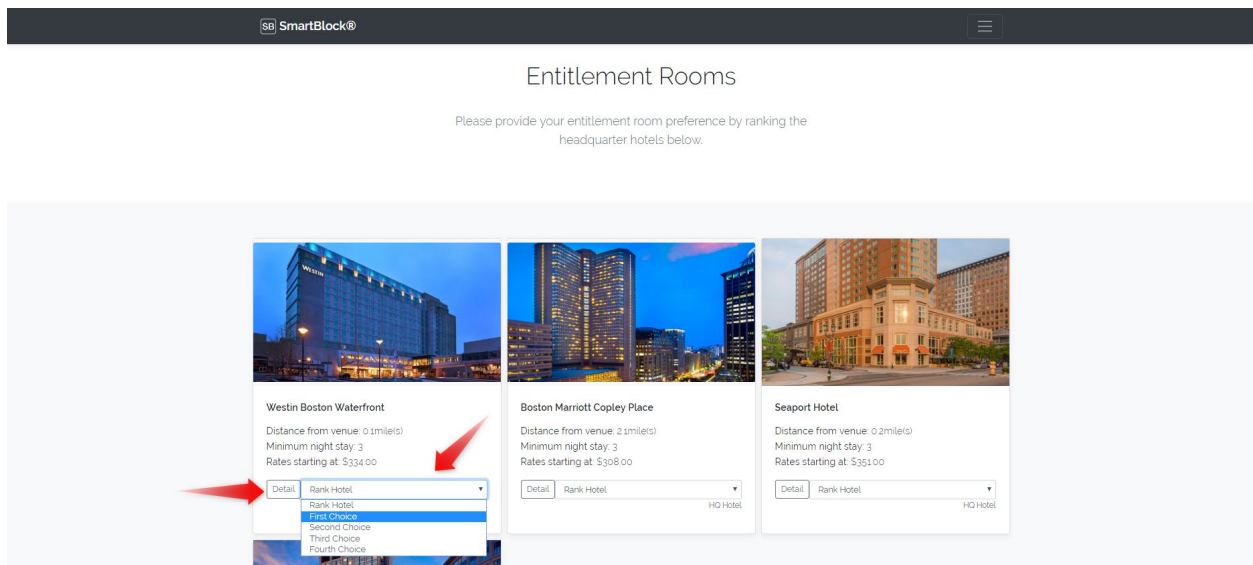 SB SmartBlock®
Entitlement Rooms
Please provide your entitlement room preference by ranking the
headquarter hotels below.
WESTIN
Westin Boston Waterfront
Distance from venue: 0.1mile(s)
Minimum night stay: 3
Rates starting at: $334.00
Detail Rank Hotel
Rank Hotel
First Choice
Second Choice
Third Choice
Fourth Choice
Boston Marriott Copley Place
Distance from venue: 2.1mile(s)
Minimum night stay: 3
Rates starting at: $308.00
Detail Rank Hotel
HQ Hotel
Seaport Hotel
Distance from venue: 0.2mile(s)
Minimum night stay: 3
Rates starting at: $351.00
Detail Rank Hotel
HQ Hotel